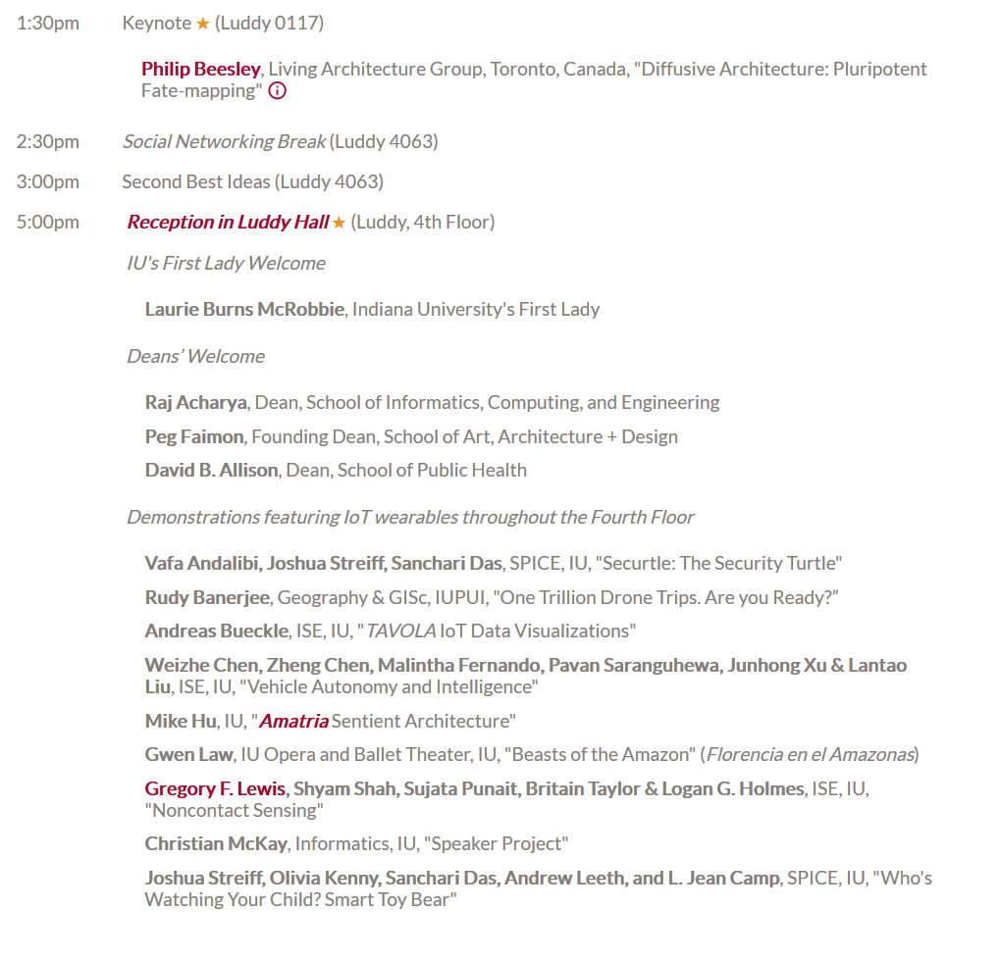 1:30pm Keynote ★ (Luddy 0117)
Philip Beesley, Living Architecture Group, Toronto, Canada, "Diffusive Architecture: Pluripotent
Fate-mapping" ⓘ
2:30pm Social Networking Break (Luddy 4063)
3:00pm Second Best Ideas (Luddy 4063)
5:00pm Reception in Luddy Hall ★ (Luddy, 4th Floor)
IU's First Lady Welcome
Laurie Burns McRobbie, Indiana University's First Lady
Deans’ Welcome
Raj Acharya, Dean, School of Informatics, Computing, and Engineering
Peg Faimon, Founding Dean, School of Art, Architecture + Design
David B. Allison, Dean, School of Public Health
Demonstrations featuring IoT wearables throughout the Fourth Floor
Vafa Andalibi, Joshua Streiff, Sanchari Das, SPICE, IU, "Securtle: The Security Turtle"
Rudy Banerjee, Geography & GISc, IUPUI, "One Trillion Drone Trips. Are you Ready?”
Andreas Bueckle, ISE, IU, "TAVOLA IoT Data Visualizations"
Weizhe Chen, Zheng Chen, Malintha Fernando, Pavan Saranguhewa, Junhong Xu & Lantao
Liu, ISE, IU, "Vehicle Autonomy and Intelligence"
Mike Hu, IU, "Amatria Sentient Architecture"
Gwen Law, IU Opera and Ballet Theater, IU, "Beasts of the Amazon" (Florencia en el Amazonas)
Gregory F. Lewis, Shyam Shah, Sujata Punait, Britain Taylor & Logan G. Holmes, ISE, IU,
"Noncontact Sensing"
Christian McKay, Informatics, IU, "Speaker Project"
Joshua Streiff, Olivia Kenny, Sanchari Das, Andrew Leeth, and L. Jean Camp, SPICE, IU, "Who's
Watching Your Child? Smart Toy Bear"